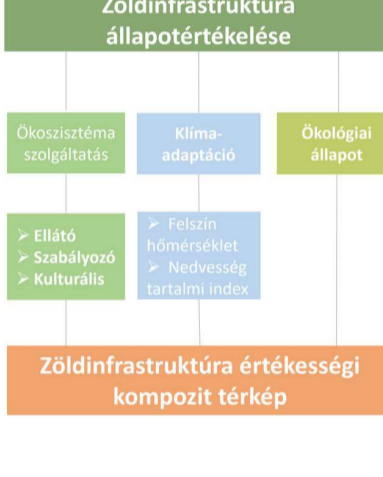 Zöldinfrastruktúra
állapotértékelése
Ökoszisztéma
szolgáltatás
Klíma-
adaptáció
Ökológiai
állapot
➢ Ellátó
➢ Szabályozó
➢ Kulturális
➢ Felszín
hőmérséklet
➢ Nedvesség
tartalmi index
Zöldinfrastruktúra értékességi
kompozit térkép